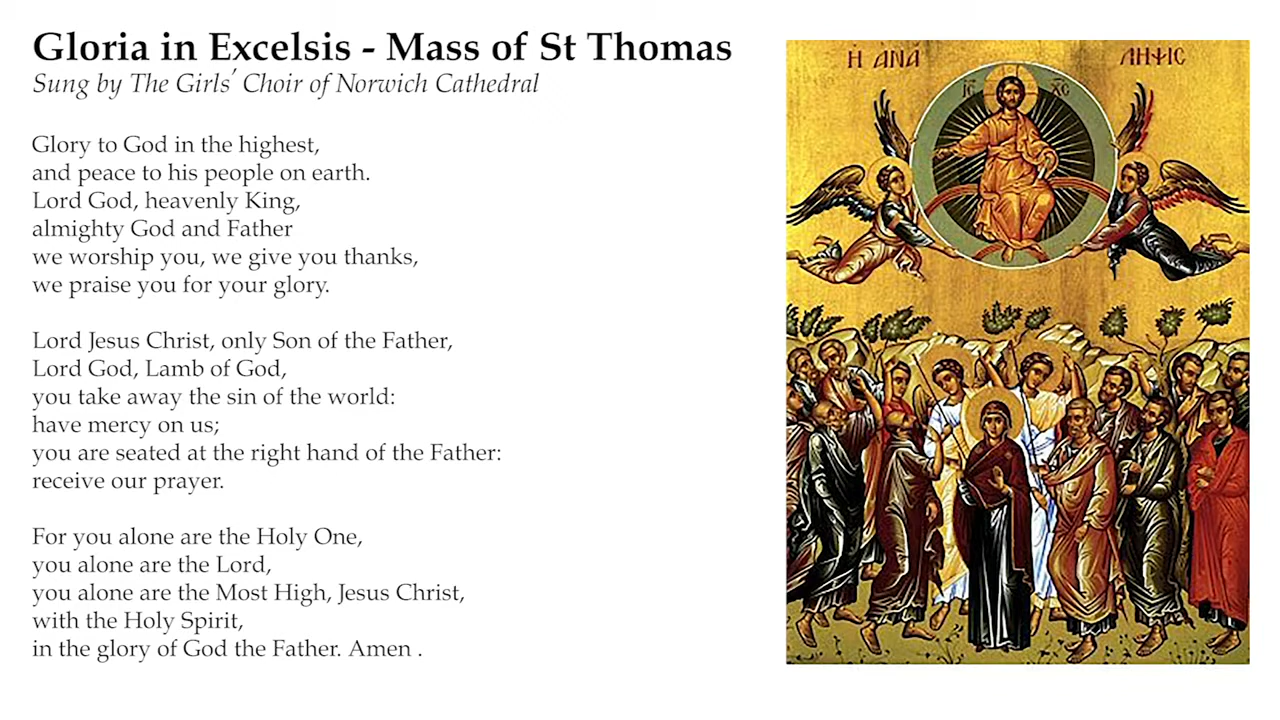 Gloria in Excelsis - Mass of St Thomas
Sung by The Girls' Choir of Norwich Cathedral
Glory to God in the highest,
and peace to his people on earth.
Lord God, heavenly King,
almighty God and Father
we worship you, we give you thanks,
we praise you for your glory.
Lord Jesus Christ, only Son of the Father,
Lord God, Lamb of God,
you take away the sin of the world:
have mercy on us;
you are seated at the right hand of the Father:
receive our prayer.
For you alone are the Holy One,
you alone are the Lord,
you alone are the Most High, Jesus Christ,
with the Holy Spirit,
in the glory of God the Father. Amen .
Ἡ ΑΝΑ ΛΗΨΙC
ΙC ΧC